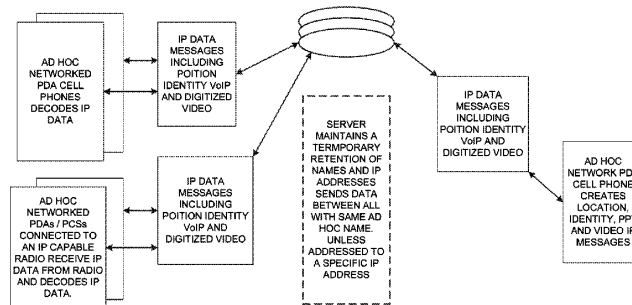 AD HOC
NETWORKED
PDA CELL
PHONES
DECODES IP
DATA
IP DATA
MESSAGES
INCLUDING
POITION
IDENTITY VoIP
AND DIGITIZED
VIDEO
AD HOC
NETWORKED
PDAs / PCS
CONNECTED TO
AN IP CAPABLE
RADIO RECEIVE IP
DATA FROM RADIO
AND DECODES IP
DATA.
IP DATA
MESSAGES
INCLUDING
POITION IDENTITY
VoIP AND
DIGITIZED VIDEO
SERVER
MAINTAINS A
TERMPORARY
RETENTION OF
NAMES AND IP
ADDRESSES
SENDS DATA
BETWEEN ALL
WITH SAME AD
HOC NAME.
UNLESS
ADDRESSED TO
A SPECIFIC IP
ADDRESS
IP DATA
MESSAGES
INCLUDING
POITION IDENTITY
VoIP AND
DIGITIZED VIDEO
AD HOC
NETWORK PD
CELL PHONE
CREATES
LOCATION,
IDENTITY, PP
AND VIDEO IP
MESSAGES